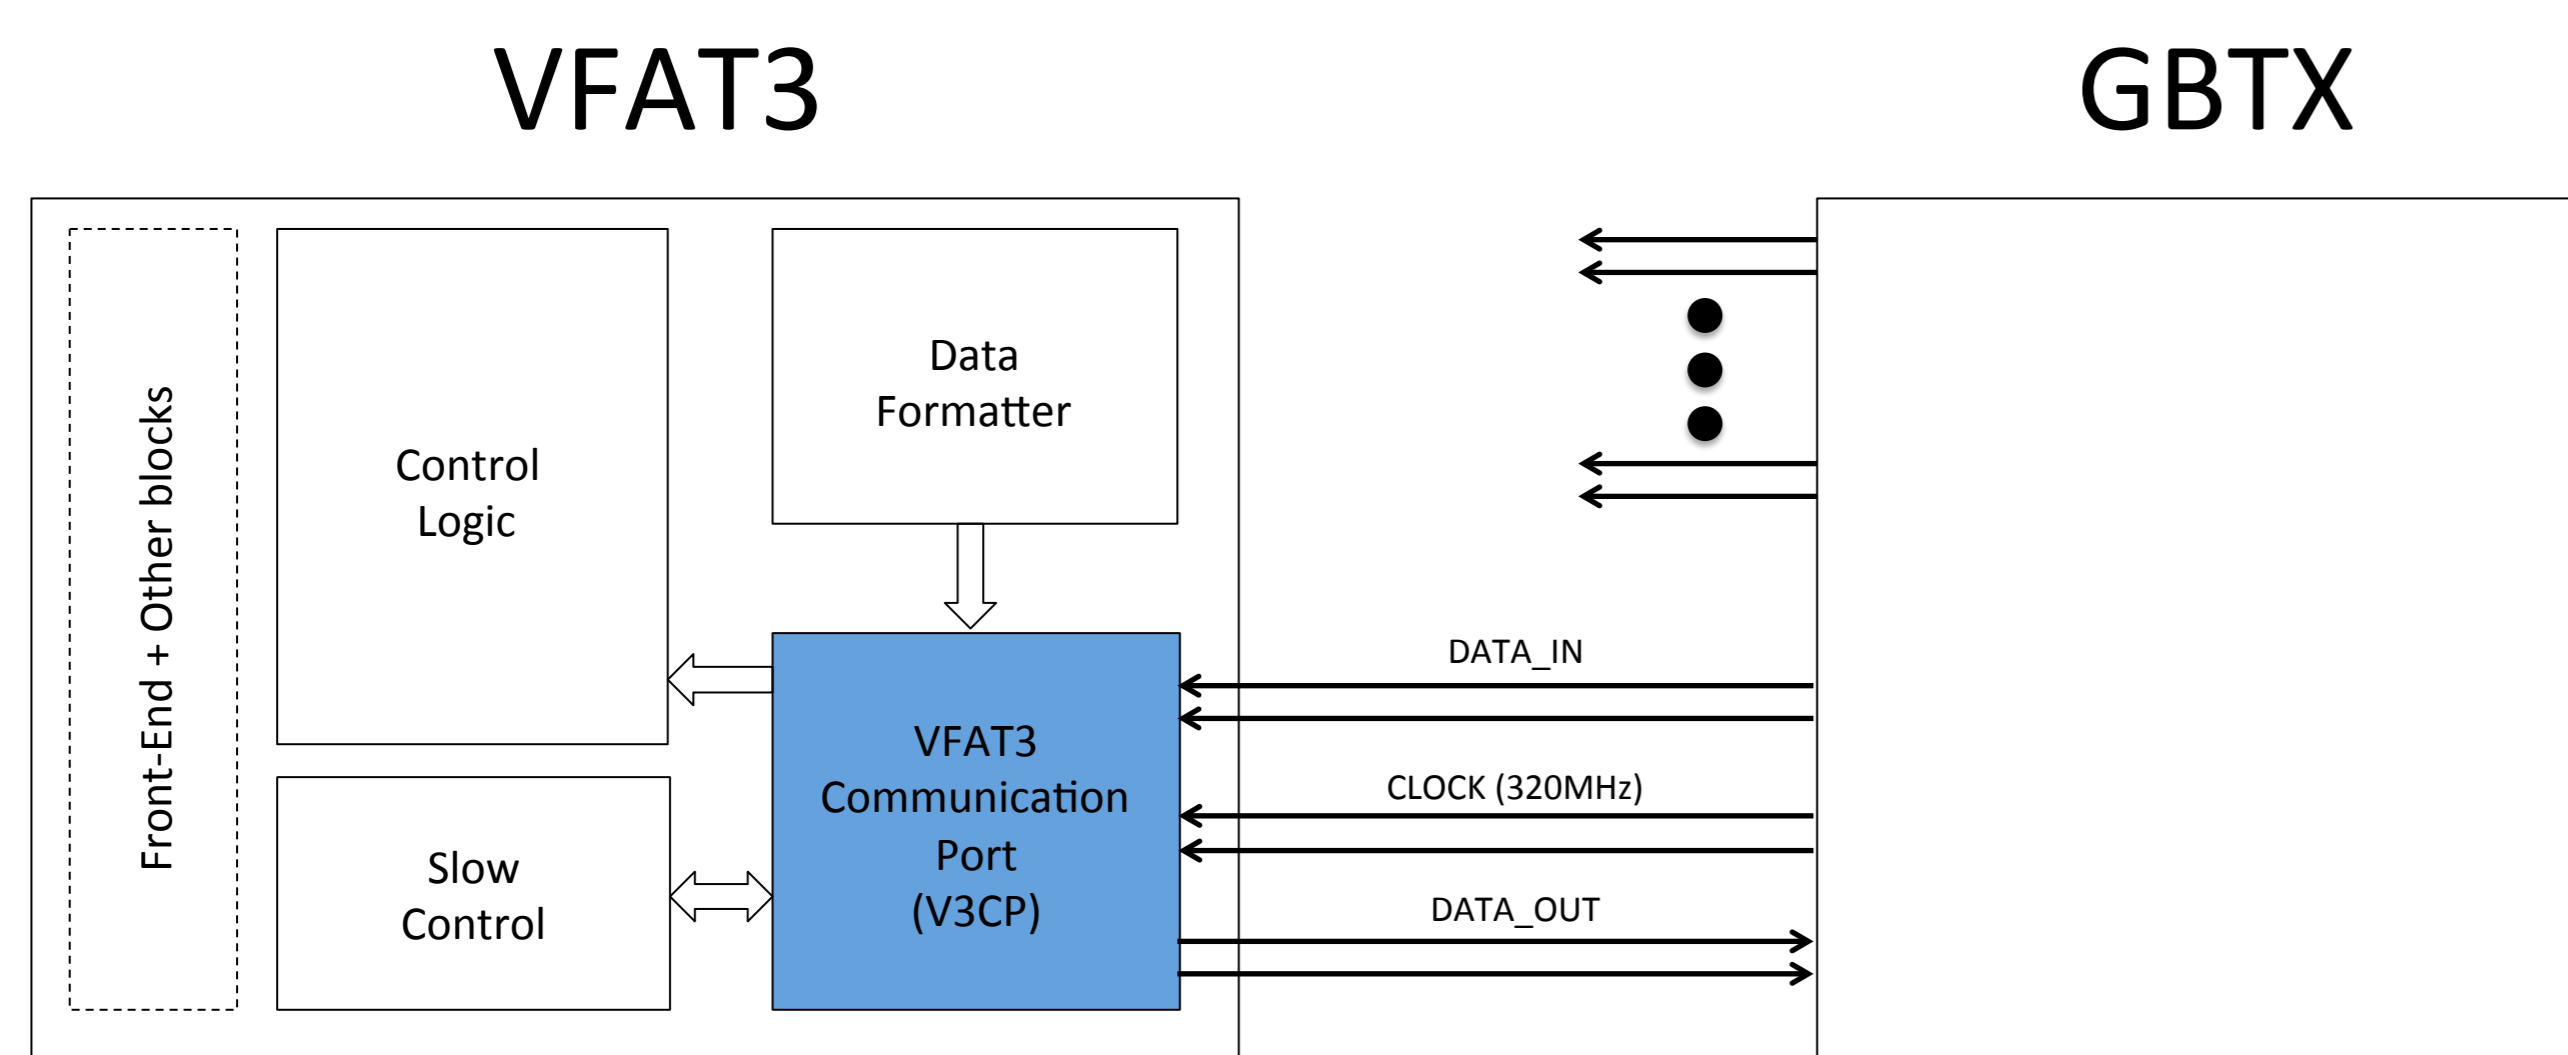 VFAT3
GBTX
Front-End + Other blocks
Control
Logic
Data
Formatter
Slow
Control
VFAT3
Communication
Port
(V3CP)
DATA_IN
CLOCK (320MHz)
DATA_OUT